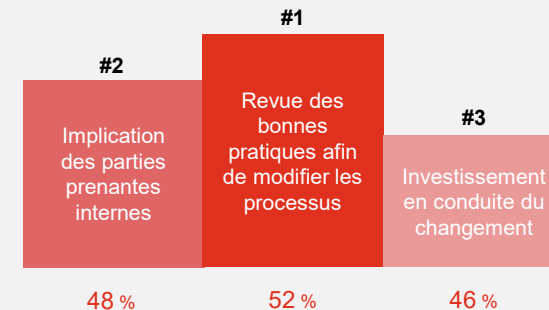 #1
#2
#3
Implication
des parties
prenantes
internes
Revue des
bonnes
pratiques afin
de modifier les
processus
Investissement
en conduite du
changement
48 %
52 %
46 %